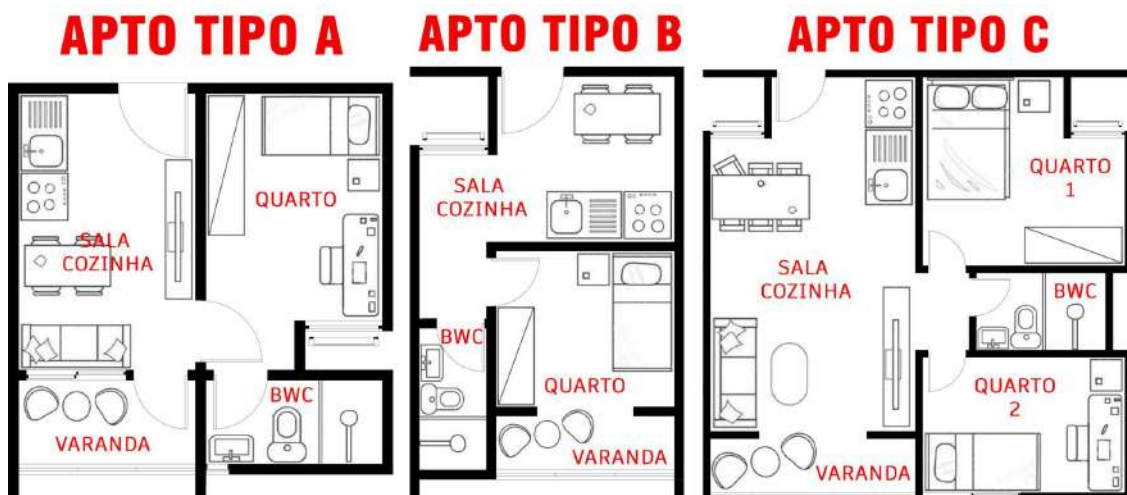 APTO TIPO A
QUARTO
SALA
COZINHA
BWC
VARANDA
APTO TIPO B
SALA
COZINHA
BWC
QUARTO
VARANDA
APTO TIPO C
QUARTO
1
SALA
COZINHA
BWC
QUARTO
2
VARANDA